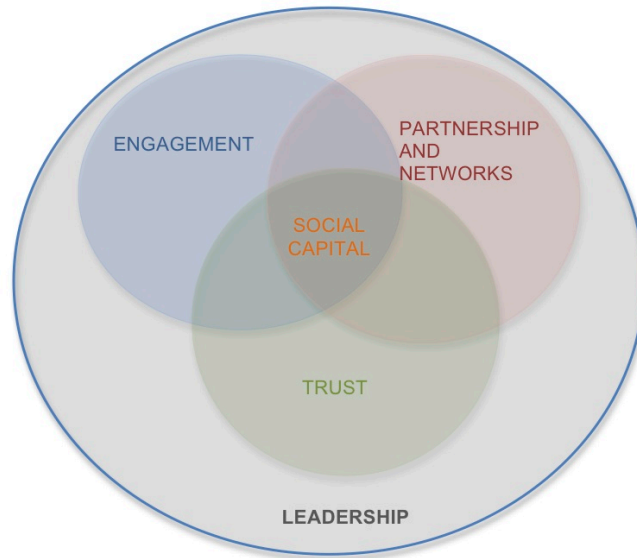 ENGAGEMENT
PARTNERSHIP
AND
NETWORKS
SOCIAL
CAPITAL
TRUST
LEADERSHIP